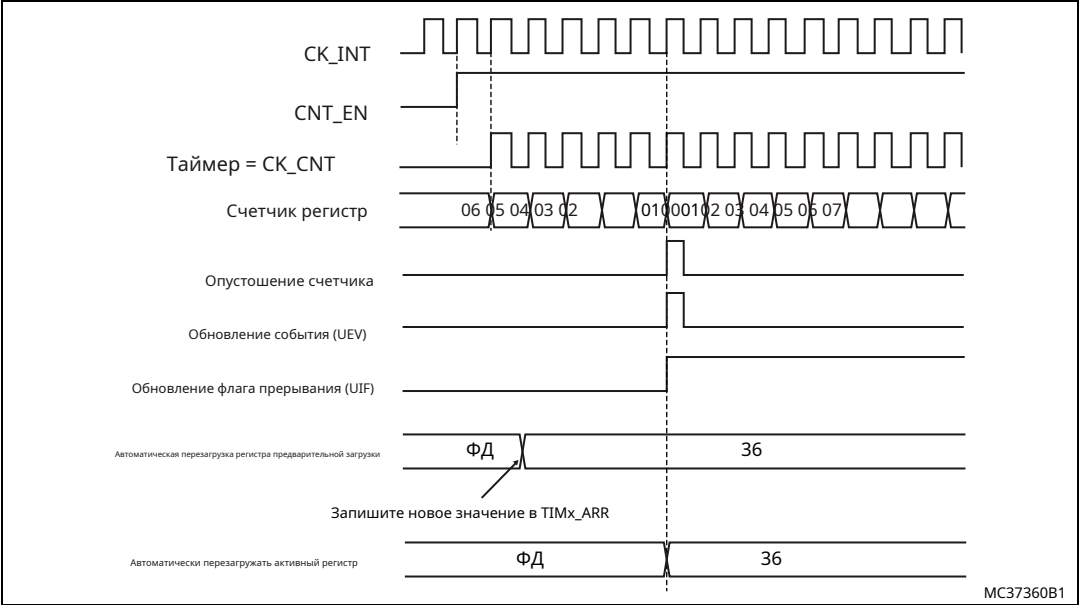 CK_INT
CNT_EN
Таймер = CK_CNT
Счетчик регистр 06 05 04 03 02 01 00 01 02 03 04 05 06 07
Опустошение счетчика
Обновление события (UEV)
Обновление флага прерывания (UIF)
Автоматическая перезагрузка регистра предварительной загрузки ФД 36
Запишите новое значение в TIMx_ARR
Автоматически перезагружать активный регистр ФД 36
MC37360B1